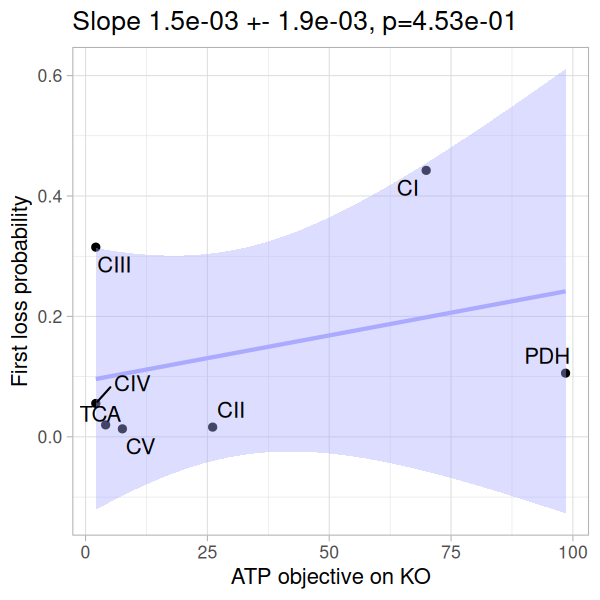 Slope 1.5e-03 +- 1.9e-03, p=4.53e-01
First loss probability
0.6
0.4
0.2
0.0
CI
CIII
PDH
CIV
TCA
CII
CV
0
25
50
75
100
ATP objective on KO